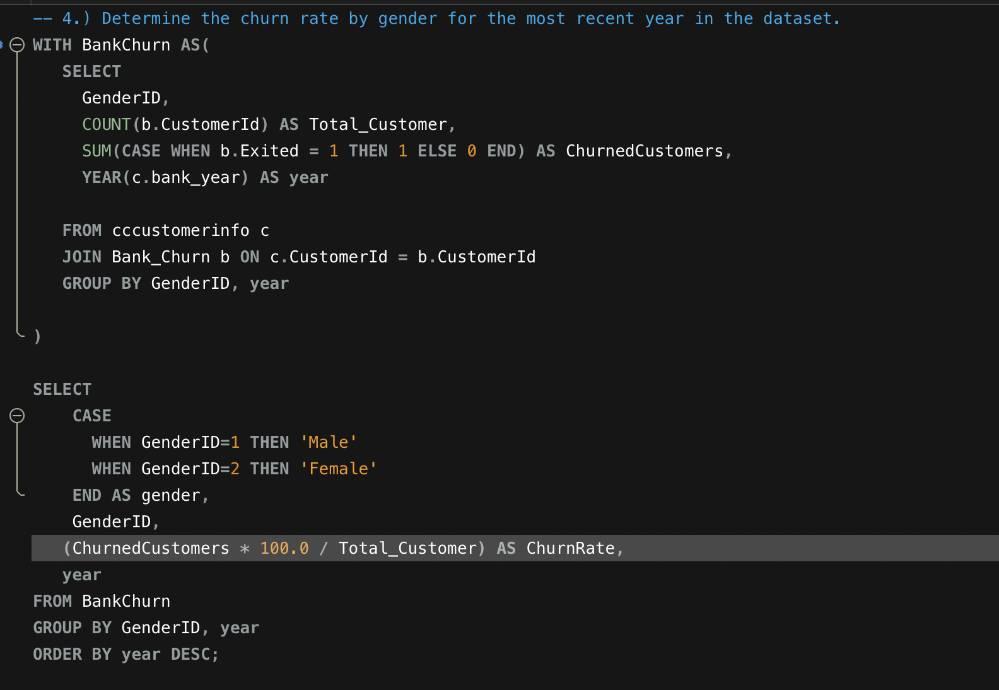 -- 4.) Determine the churn rate by gender for the most recent year in the dataset.
WITH BankChurn AS(
SELECT
GenderID,
COUNT(b.CustomerId) AS Total_Customer,
SUM(CASE WHEN b.Exited = 1 THEN 1 ELSE 0 END) AS ChurnedCustomers,
YEAR(c.bank_year) AS year
FROM cccustomerinfo c
JOIN Bank_Churn b ON c.CustomerId = b.CustomerId
GROUP BY GenderID, year
)
SELECT
CASE
WHEN GenderID=1 THEN 'Male'
WHEN GenderID=2 THEN 'Female'
END AS gender,
GenderID,
(ChurnedCustomers * 100.0 / Total_Customer) AS ChurnRate,
year
FROM BankChurn
GROUP BY GenderID, year
ORDER BY year DESC;